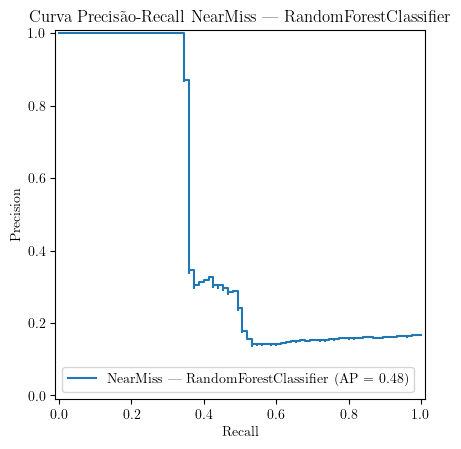 Curva Precisão-Recall NearMiss — RandomForestClassifier
1.0
0.8
0.6
0.4
0.2
0.0
Precision
NearMiss — RandomForestClassifier (AP = 0.48)
0.0 0.2 0.4 0.6 0.8 1.0
Recall